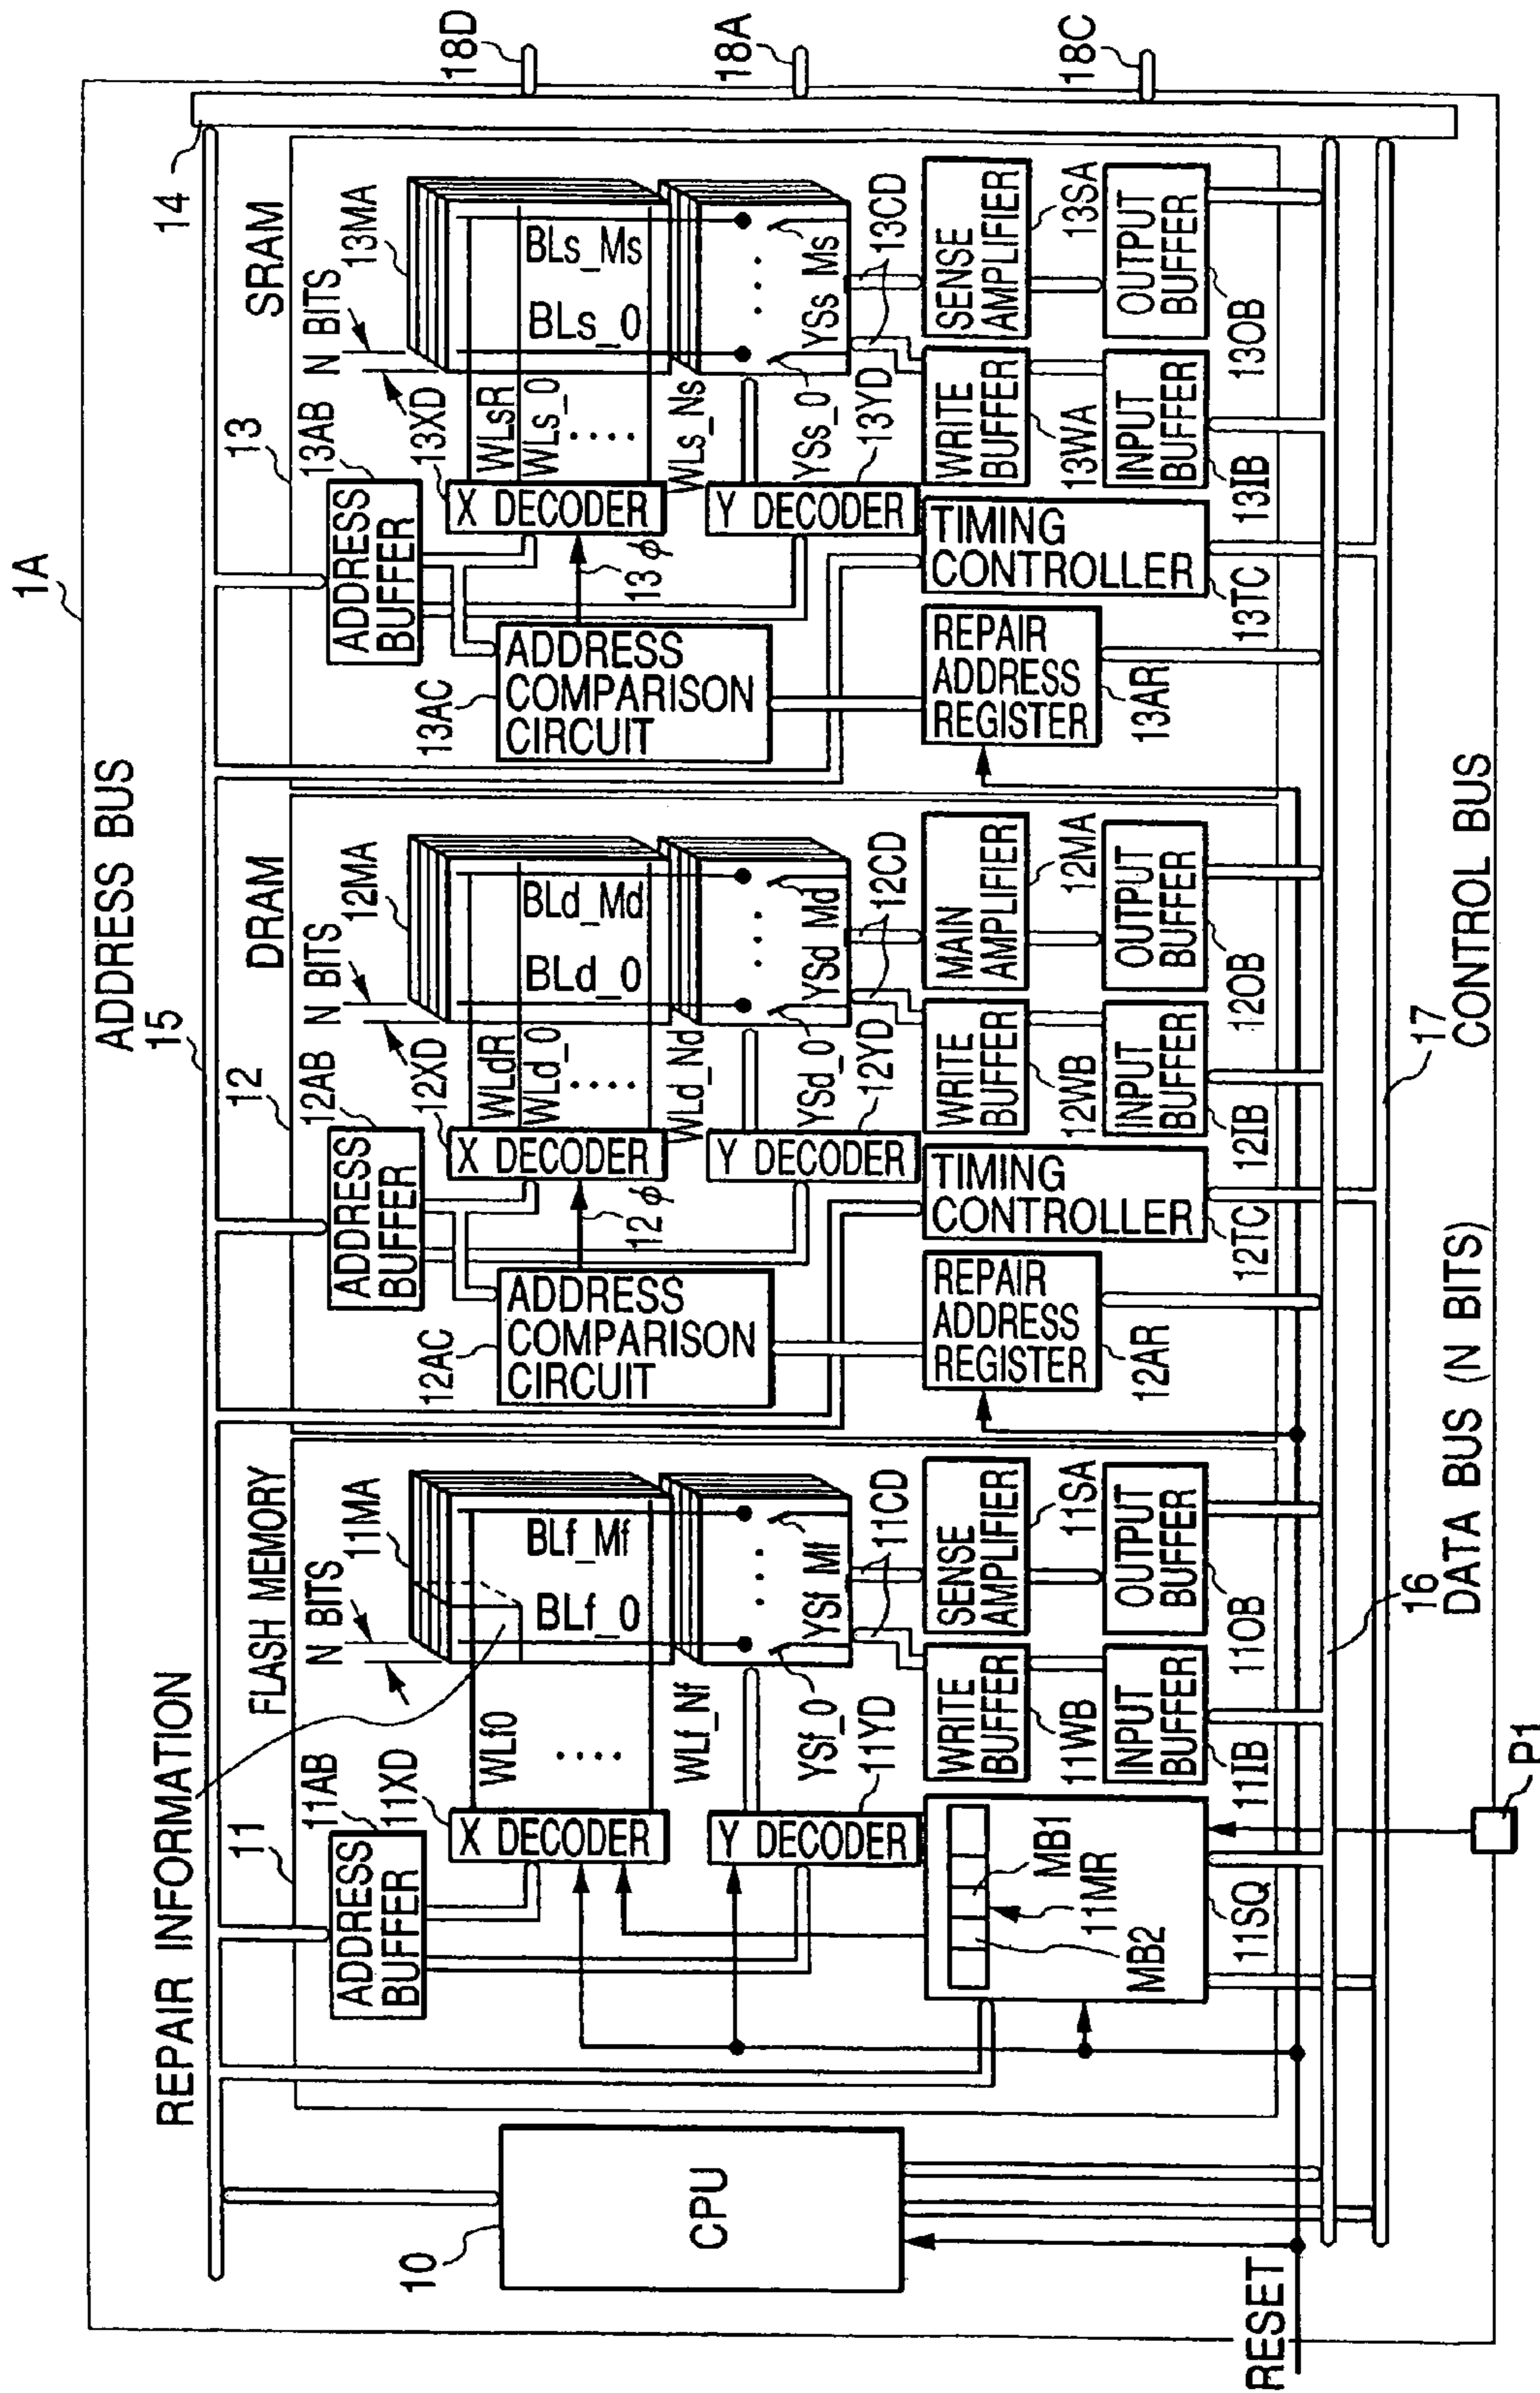 1A
ADDRESS BUS
15
14
REPAIR INFORMATION
10
CPU
RESET
11
FLASH MEMORY
11AB
ADDRESS
BUFFER
N BITS
11MA
11XD
X DECODER
WLf0
....
WLf_Nf
BLf_0
BLf_Mf
Y DECODER
11YD
YSf_0
YSf_Mf
...
11CD
MB1
11MR
MB2
11SQ
WRITE
BUFFER
11WB
SENSE
AMPLIFIER
11SA
INPUT
BUFFER
11IB
OUTPUT
BUFFER
11OB
P1
12
DRAM
12AB
ADDRESS
BUFFER
N BITS
12MA
12XD
X DECODER
WLdR
WLd_0
....
WLd_Nd
BLd_0
BLd_Md
12 ϕ
12AC
ADDRESS
COMPARISON
CIRCUIT
Y DECODER
12YD
YSd_0
YSd_Md
...
12CD
REPAIR
ADDRESS
REGISTER
12AR
TIMING
CONTROLLER
12TC
WRITE
BUFFER
12WB
MAIN
AMPLIFIER
12MA
INPUT
BUFFER
12IB
OUTPUT
BUFFER
12OB
13
SRAM
13AB
ADDRESS
BUFFER
N BITS
13MA
13XD
X DECODER
WLsR
WLs_0
....
WLs_Ns
BLs_0
BLs_Ms
13 ϕ
13AC
ADDRESS
COMPARISON
CIRCUIT
Y DECODER
13YD
YSs_0
YSs_Ms
...
13CD
REPAIR
ADDRESS
REGISTER
13AR
TIMING
CONTROLLER
13TC
WRITE
BUFFER
13WA
SENSE
AMPLIFIER
13SA
INPUT
BUFFER
13IB
OUTPUT
BUFFER
13OB
18D
18A
18C
16
DATA BUS (N BITS)
17
CONTROL BUS